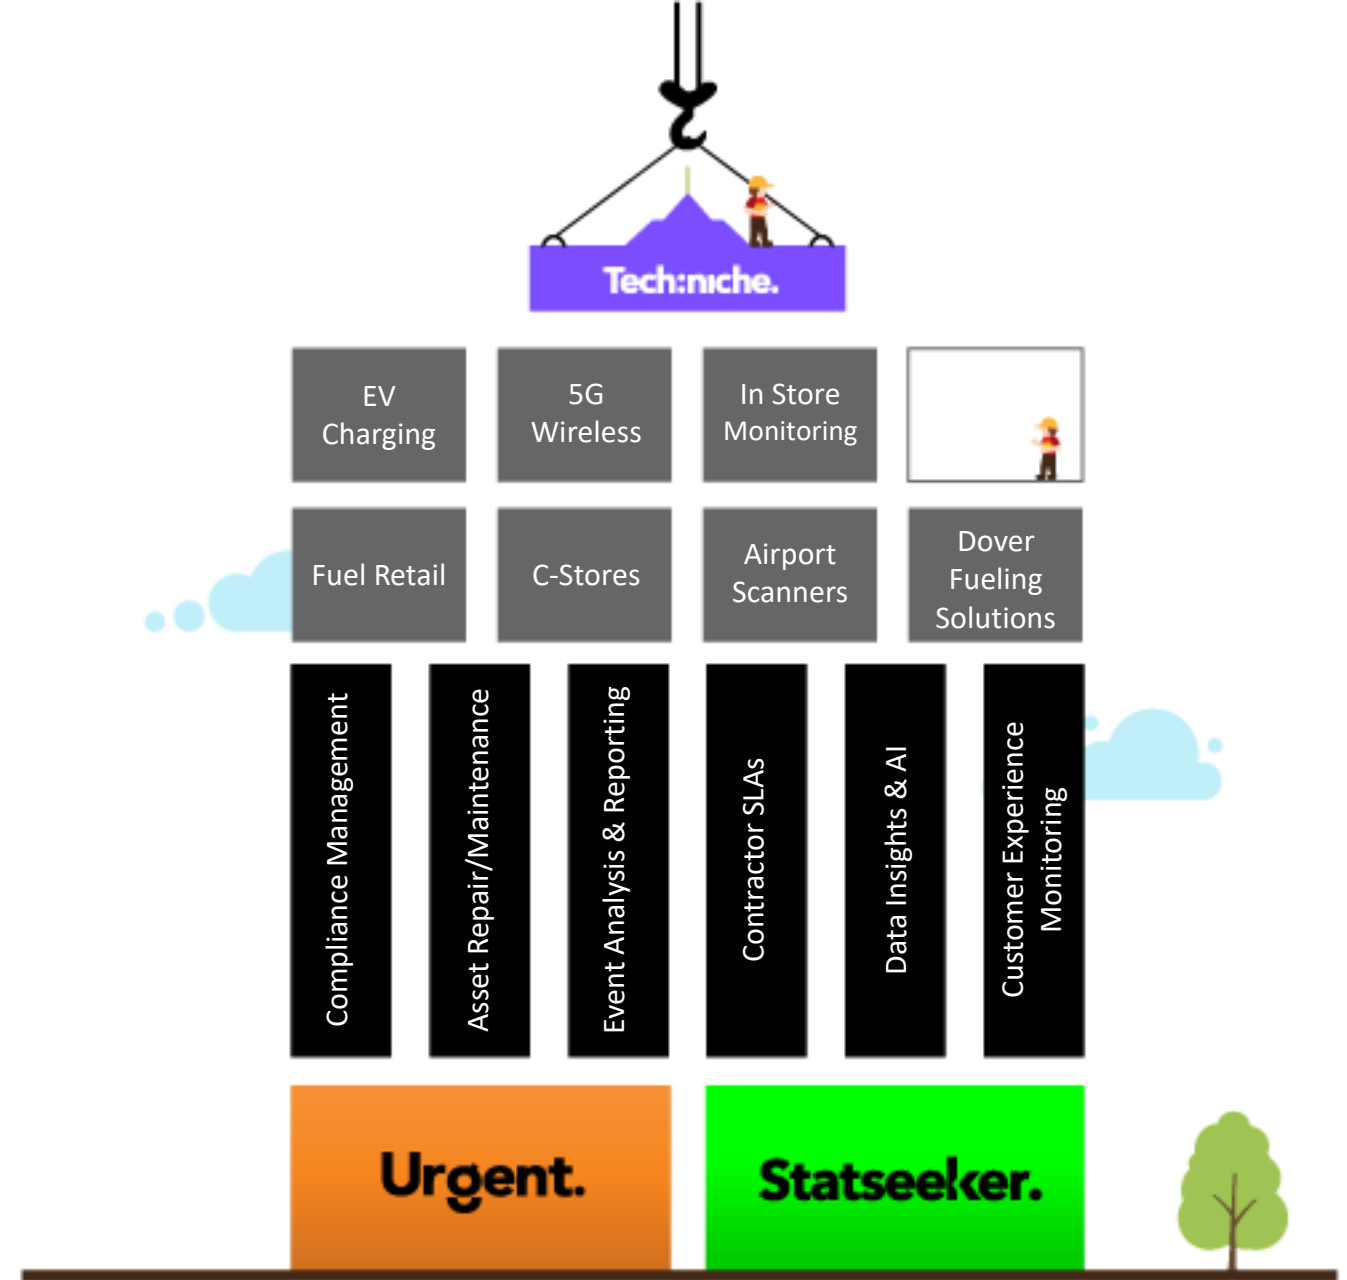 Tech:niche.
EV
Charging
5G
Wireless
In Store
Monitoring
Fuel Retail
C-Stores
Airport
Scanners
Dover
Fueling
Solutions
Compliance Management
Asset Repair/Maintenance
Event Analysis & Reporting
Contractor SLAs
Data Insights & AI
Customer Experience
Monitoring
Urgent.
Statseeker.